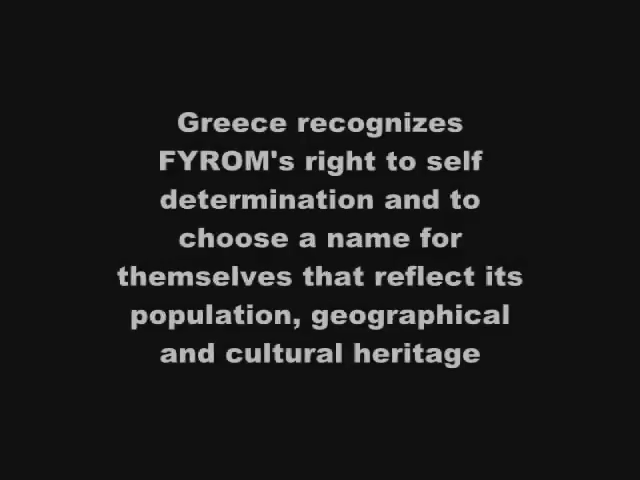 Greece recognizes
FYROM's right to self
determination and to
choose a name for
themselves that reflect its
population, geographical
and cultural heritage